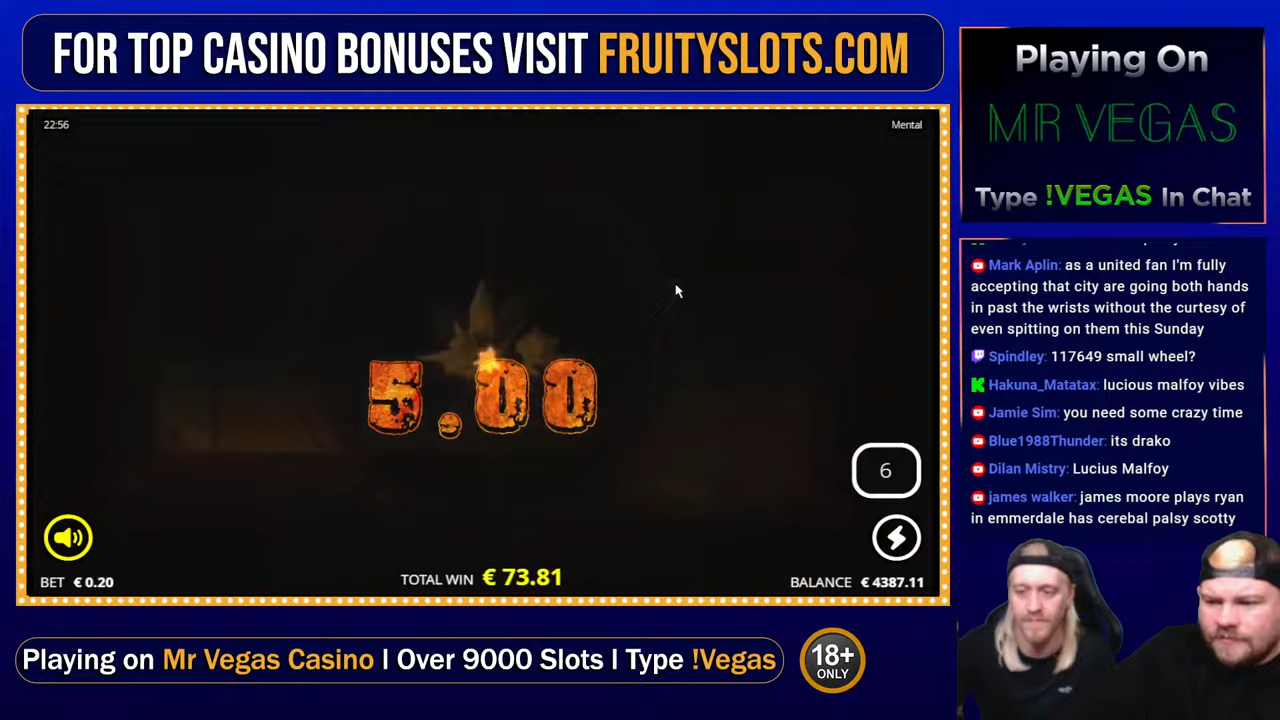 FOR TOP CASINO BONUSES VISIT FRUITYSLOTS.COM
22:56
Mental
5.00
6
BET € 0.20
TOTAL WIN € 73.81
BALANCE € 4387.11
Playing on Mr Vegas Casino | Over 9000 Slots | Type !Vegas
18+
ONLY
Playing On
MR VEGAS
Type !VEGAS In Chat
Mark Aplin: as a united fan I'm fully
accepting that city are going both hands
in past the wrists without the curtesy of
even spitting on them this Sunday
Spindley: 117649 small wheel?
Hakuna_Matatax: lucious malfoy vibes
Jamie Sim: you need some crazy time
Blue1988Thunder: its drako
Dilan Mistry: Lucius Malfoy
james walker: james moore plays ryan
in emmerdale has cerebal palsy scotty